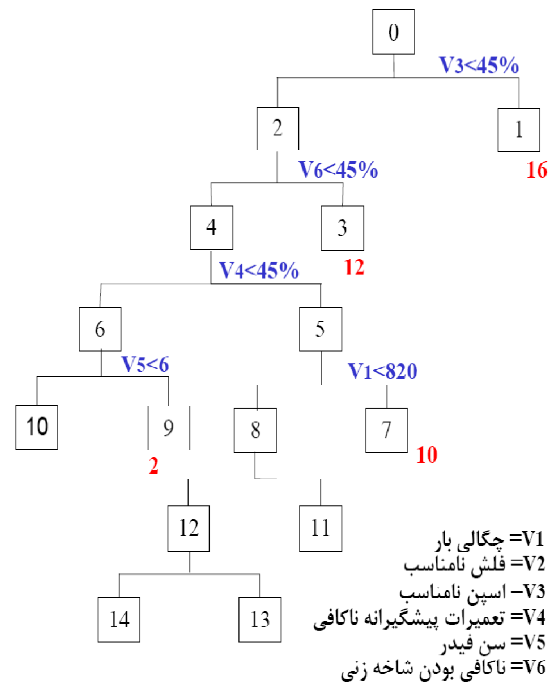 0
V3<45%
2
1
16
V6<45%
4
3
12
V4<45%
6
5
V5<6
V1<820
10
9
8
7
2
10
12
11
14
13
V1= چگالی بار
V2= فلش نامناسب
V3– اسپن نامناسب
V4= تعمیرات پیشگیرانه ناکافی
V5= سن فیدر
V6= ناکافی بودن شاخه زنی